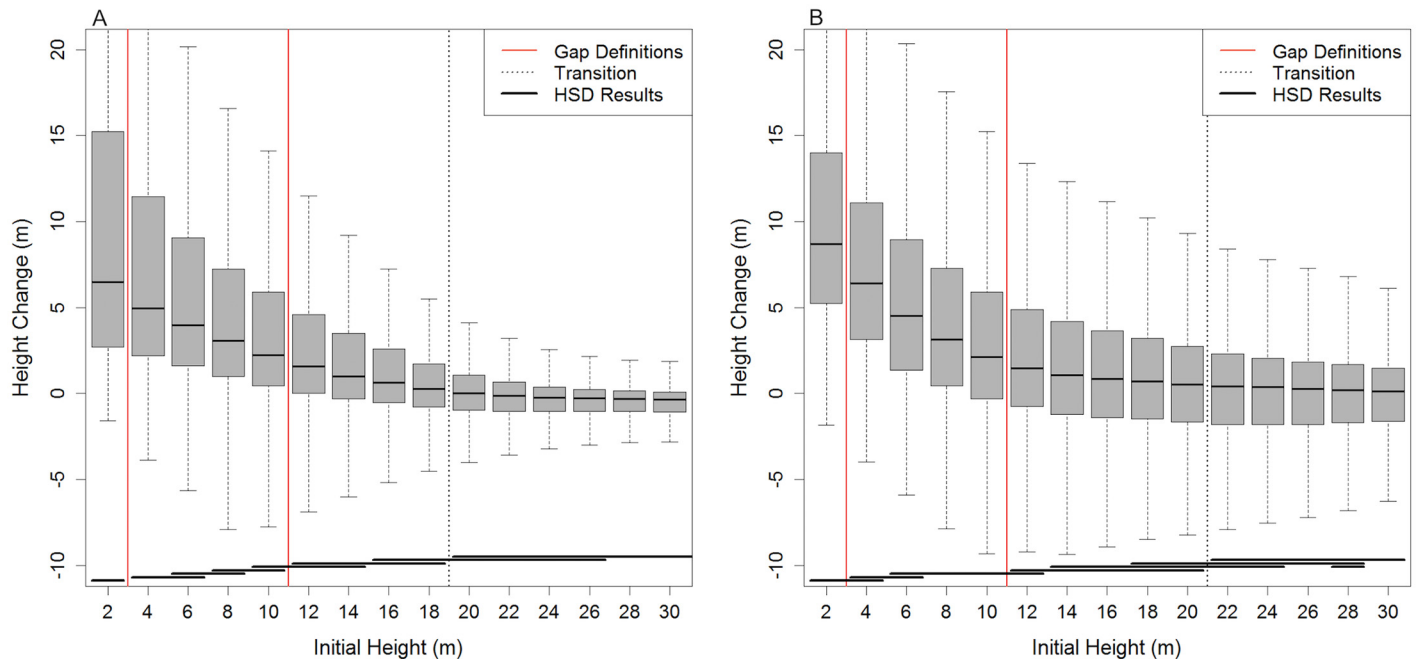 A
Gap Definitions
Transition
HSD Results
20
15
10
5
0
-5
-10
Height Change (m)
2 4 6 8 10 12 14 16 18 20 22 24 26 28 30
Initial Height (m)
B
Gap Definitions
Transition
HSD Results
20
15
10
5
0
-5
-10
Height Change (m)
2 4 6 8 10 12 14 16 18 20 22 24 26 28 30
Initial Height (m)